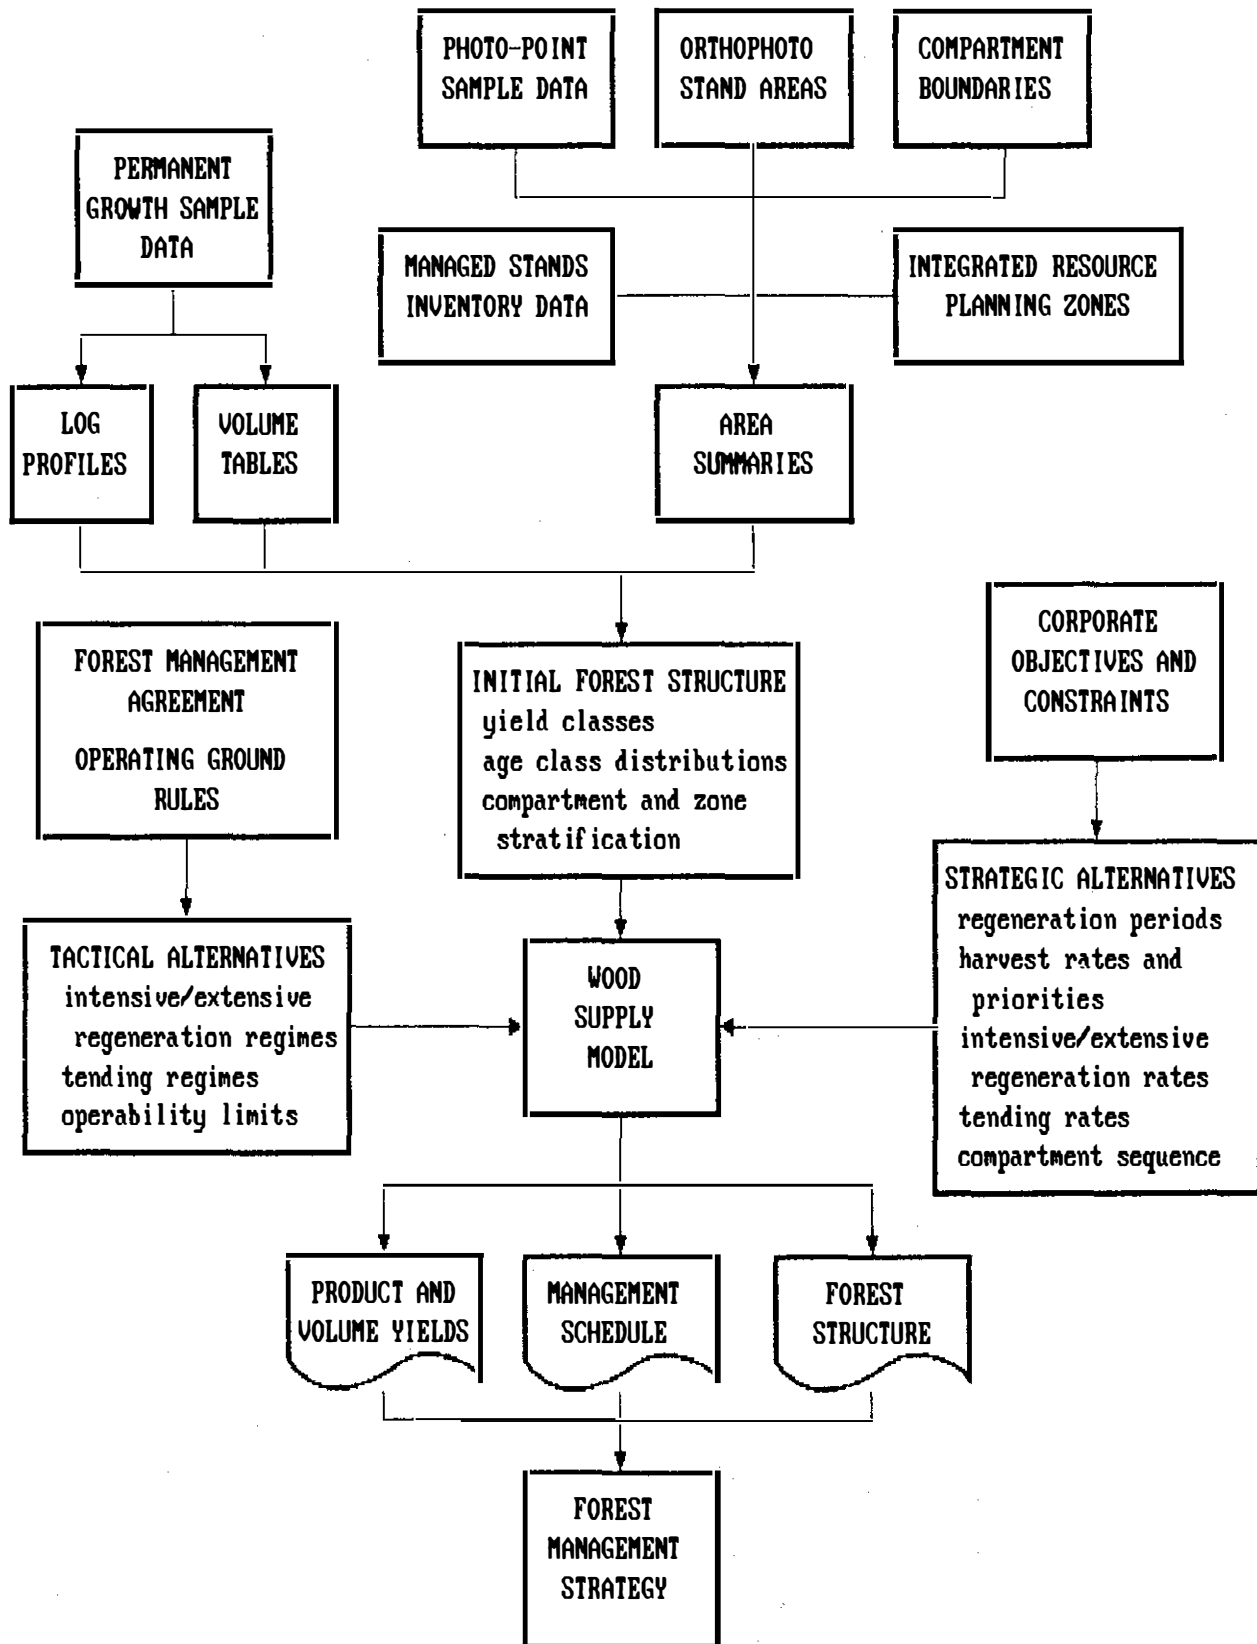 PHOTO-POINT
SAMPLE DATA
ORTHOPHOTO
STAND AREAS
COMPARTMENT
BOUNDARIES
PERMANENT
GROWTH SAMPLE
DATA
MANAGED STANDS
INVENTORY DATA
INTEGRATED RESOURCE
PLANNING ZONES
LOG
PROFILES
VOLUME
TABLES
AREA
SUMMARIES
FOREST MANAGEMENT
AGREEMENT
OPERATING GROUND
RULES
INITIAL FOREST STRUCTURE
yield classes
age class distributions
compartment and zone
stratification
CORPORATE
OBJECTIVES AND
CONSTRAINTS
TACTICAL ALTERNATIVES
intensive/extensive
regeneration regimes
tending regimes
operability limits
WOOD
SUPPLY
MODEL
STRATEGIC ALTERNATIVES
regeneration periods
harvest rates and
priorities
intensive/extensive
regeneration rates
tending rates
compartment sequence
PRODUCT AND
VOLUME YIELDS
MANAGEMENT
SCHEDULE
FOREST
STRUCTURE
FOREST
MANAGEMENT
STRATEGY